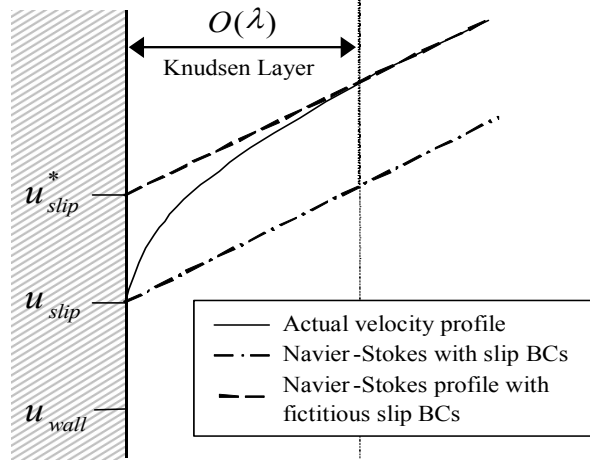 O(λ)
Knudsen Layer
u*slip
uslip
uwall
Actual velocity profile
Navier-Stokes with slip BCs
Navier-Stokes profile with
fictitious slip BCs